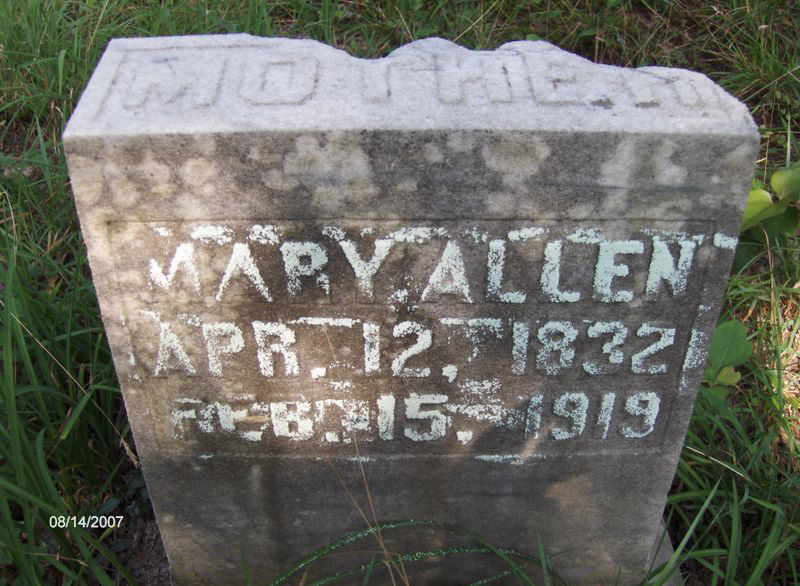 MOTHER
MARY ALLEN
APR. 12, 1832
FEB. 15, 1919
08/14/2007